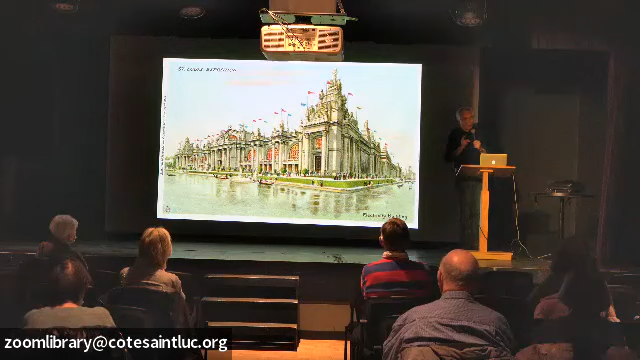 ST. LOUIS EXPOSITION
Electricity Building
zoomlibrary@cotesaintluc.org